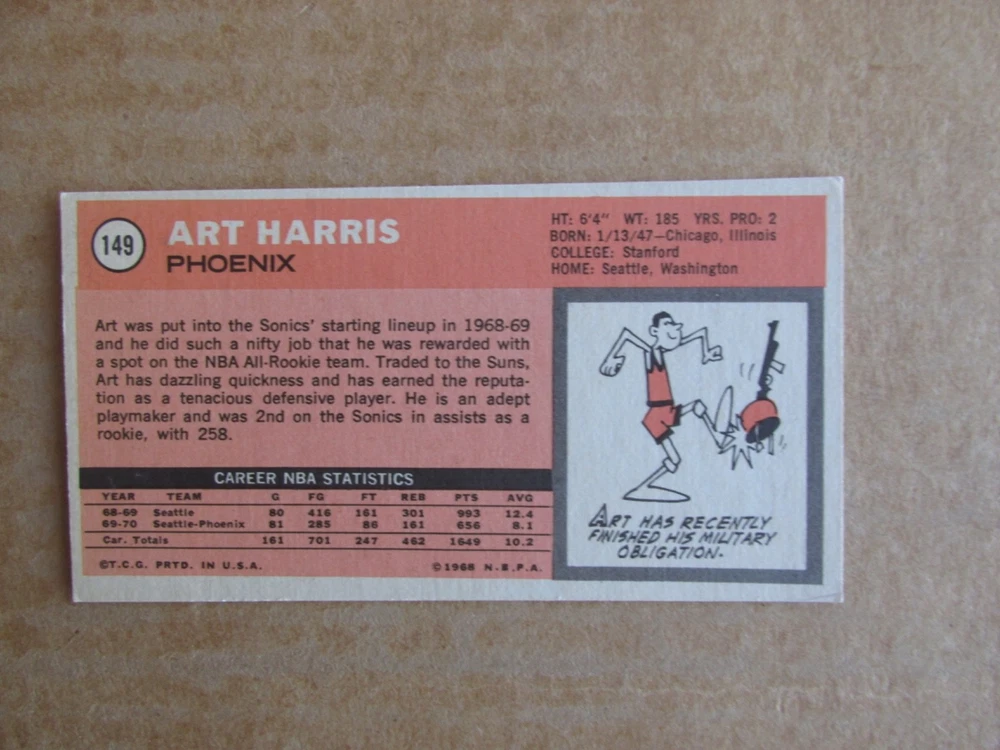 149
ART HARRIS
PHOENIX
HT: 6'4" WT: 185 YRS. PRO: 2
BORN: 1/13/47—Chicago, Illinois
COLLEGE: Stanford
HOME: Seattle, Washington
Art was put into the Sonics' starting lineup in 1968-69
and he did such a nifty job that he was rewarded with
a spot on the NBA All-Rookie team. Traded to the Suns,
Art has dazzling quickness and has earned the reputa-
tion as a tenacious defensive player. He is an adept
playmaker and was 2nd on the Sonics in assists as a
rookie, with 258.
CAREER NBA STATISTICS
YEAR TEAM G FG FT REB PTS AVG
68-69 Seattle 80 416 161 301 993 12.4
69-70 Seattle-Phoenix 81 285 86 161 656 8.1
Car. Totals 161 701 247 462 1649 10.2
©T.C.G. PRTD. IN U.S.A. ©1968 N.B.P.A.
ART HAS RECENTLY
FINISHED HIS MILITARY
OBLIGATION.